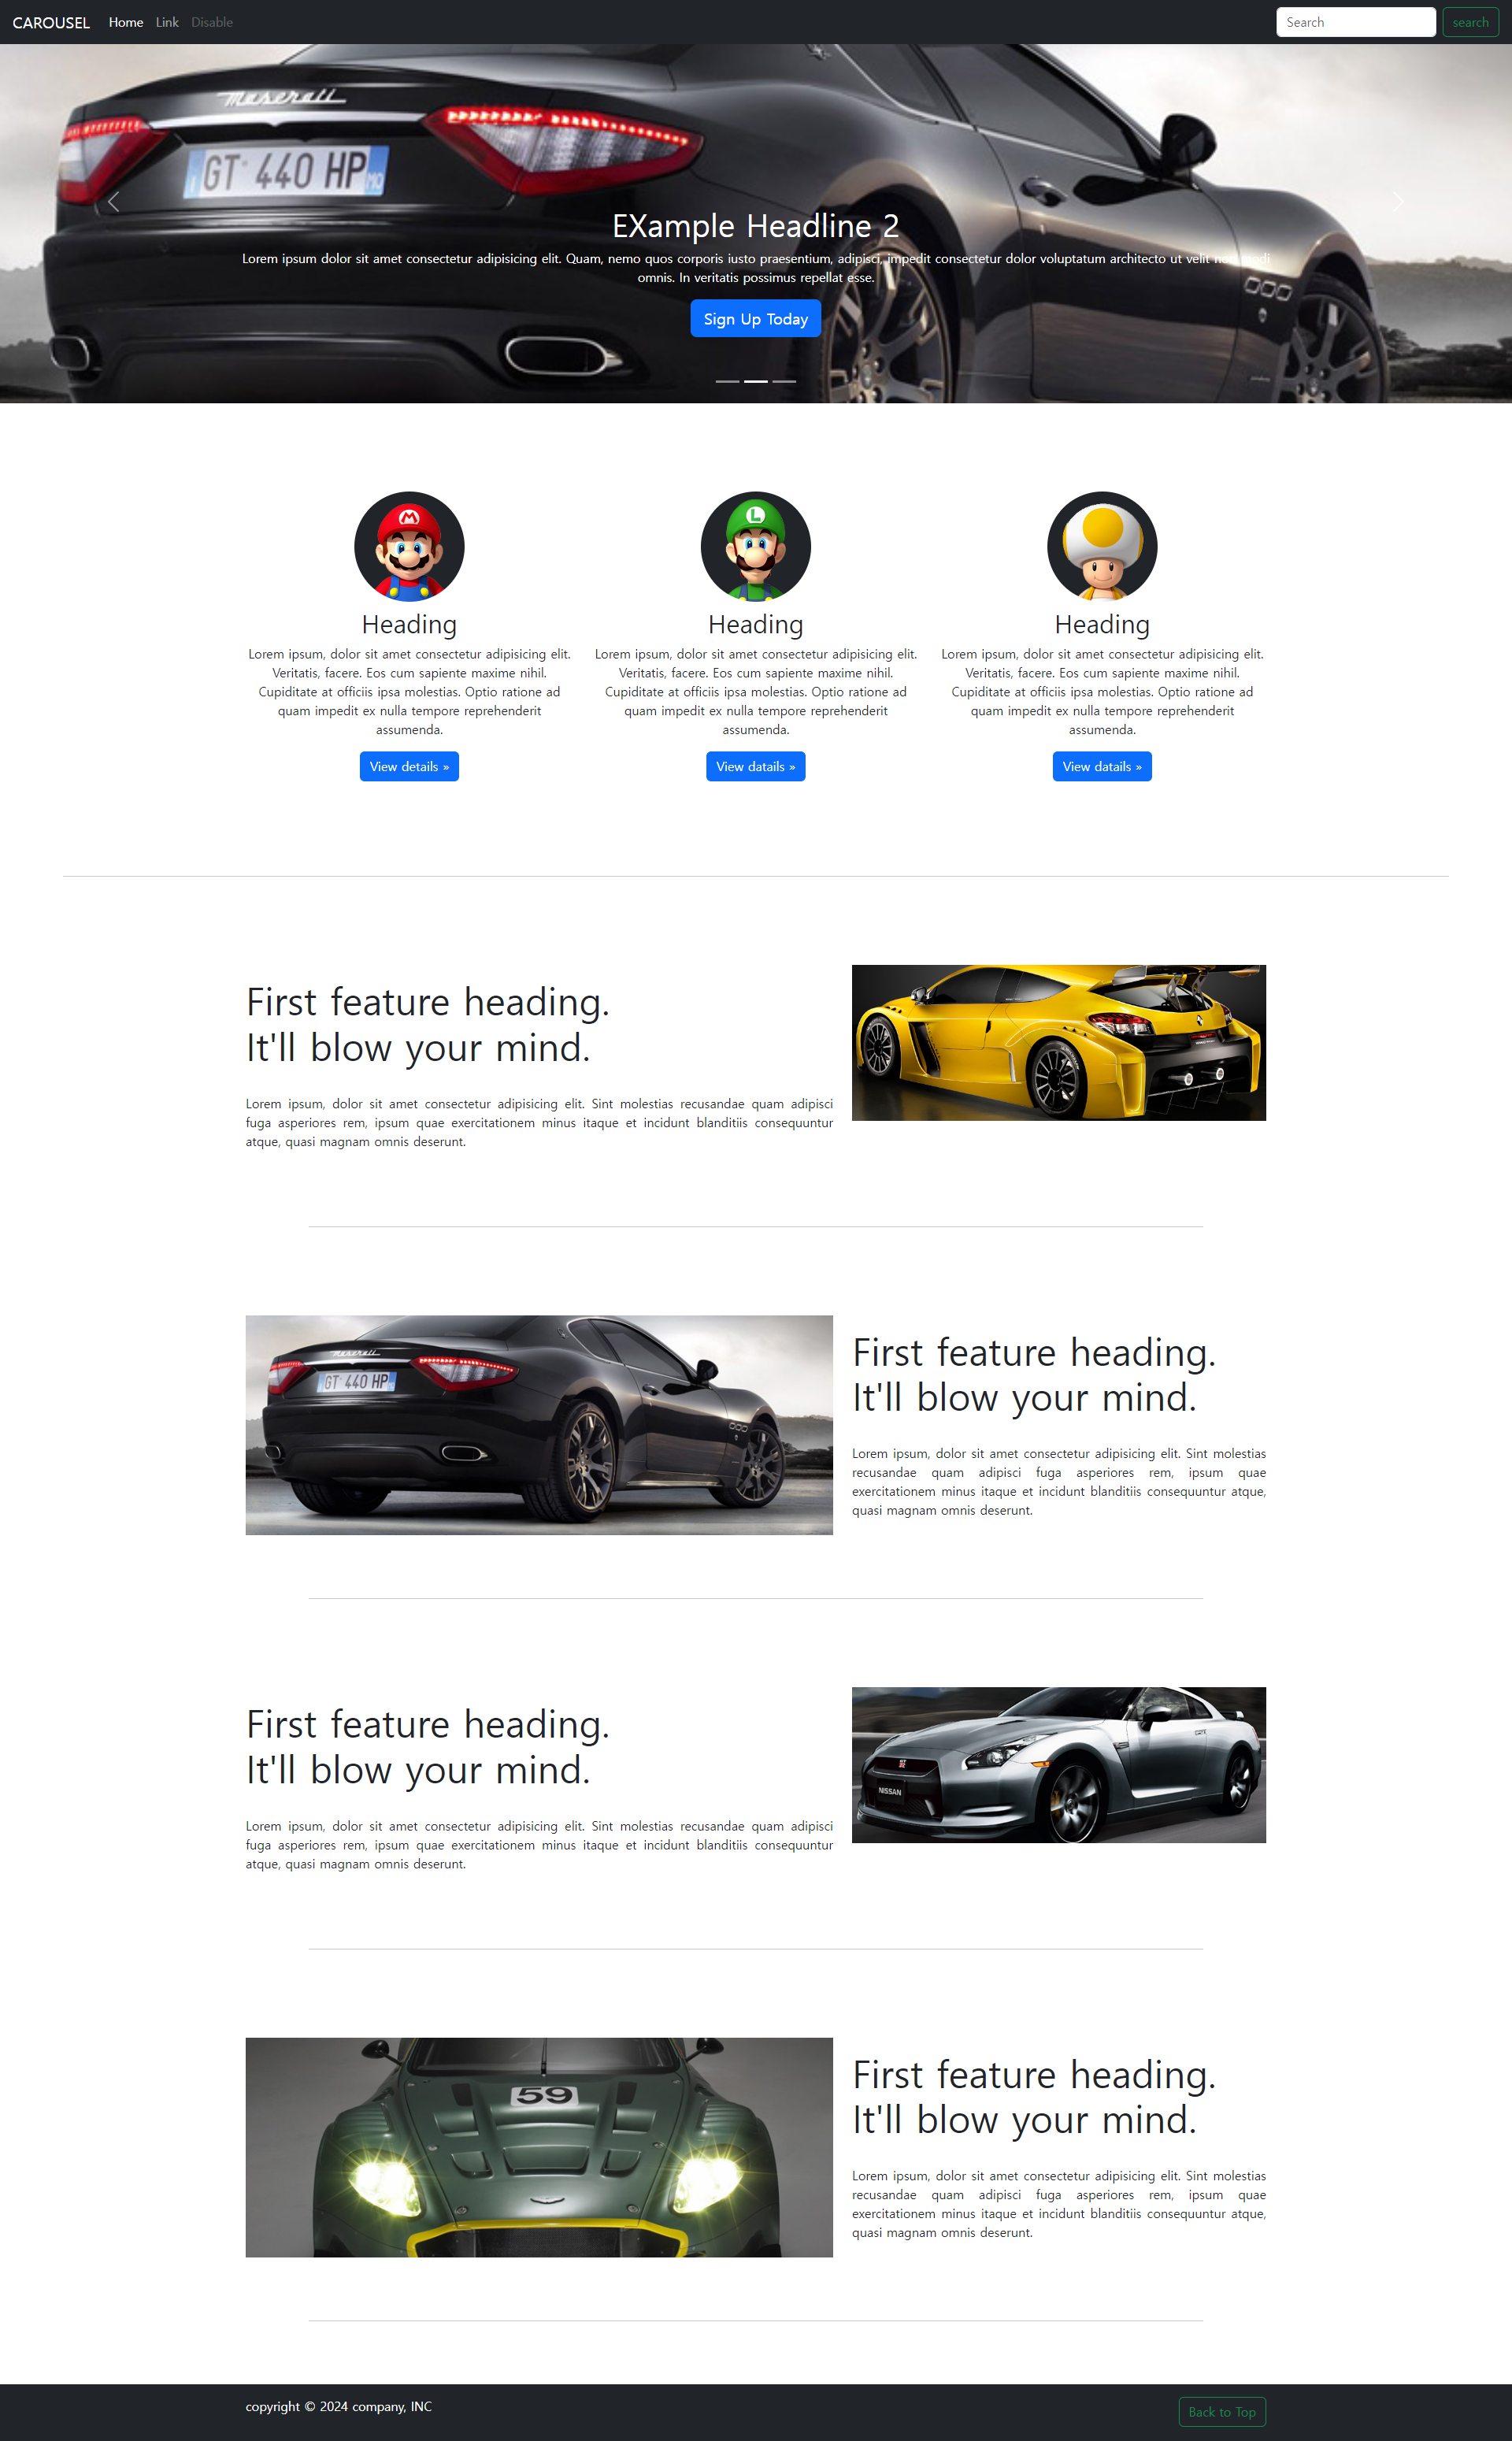 CAROUSEL Home Link Disable Search search
Maserati
GT 440 HP MO
EXample Headline 2
Lorem ipsum dolor sit amet consectetur adipisicing elit. Quam, nemo quos corporis iusto praesentium, adipisci, impedit consectetur dolor voluptatum architecto ut velit non modi
omnis. In veritatis possimus repellat esse.
Sign Up Today
M
Heading
Lorem ipsum, dolor sit amet consectetur adipisicing elit.
Veritatis, facere. Eos cum sapiente maxime nihil.
Cupiditate at officiis ipsa molestias. Optio ratione ad
quam impedit ex nulla tempore reprehenderit
assumenda.
View details »
L
Heading
Lorem ipsum, dolor sit amet consectetur adipisicing elit.
Veritatis, facere. Eos cum sapiente maxime nihil.
Cupiditate at officiis ipsa molestias. Optio ratione ad
quam impedit ex nulla tempore reprehenderit
assumenda.
View datails »
Heading
Lorem ipsum, dolor sit amet consectetur adipisicing elit.
Veritatis, facere. Eos cum sapiente maxime nihil.
Cupiditate at officiis ipsa molestias. Optio ratione ad
quam impedit ex nulla tempore reprehenderit
assumenda.
View datails »
First feature heading.
It'll blow your mind.
Lorem ipsum, dolor sit amet consectetur adipisicing elit. Sint molestias recusandae quam adipisci
fuga asperiores rem, ipsum quae exercitationem minus itaque et incidunt blanditiis consequuntur
atque, quasi magnam omnis deserunt.
Maserati
GT 440 HP
First feature heading.
It'll blow your mind.
Lorem ipsum, dolor sit amet consectetur adipisicing elit. Sint molestias
recusandae quam adipisci fuga asperiores rem, ipsum quae
exercitationem minus itaque et incidunt blanditiis consequuntur atque,
quasi magnam omnis deserunt.
First feature heading.
It'll blow your mind.
Lorem ipsum, dolor sit amet consectetur adipisicing elit. Sint molestias recusandae quam adipisci
fuga asperiores rem, ipsum quae exercitationem minus itaque et incidunt blanditiis consequuntur
atque, quasi magnam omnis deserunt.
NISSAN
59
First feature heading.
It'll blow your mind.
Lorem ipsum, dolor sit amet consectetur adipisicing elit. Sint molestias
recusandae quam adipisci fuga asperiores rem, ipsum quae
exercitationem minus itaque et incidunt blanditiis consequuntur atque,
quasi magnam omnis deserunt.
copyright © 2024 company, INC
Back to Top